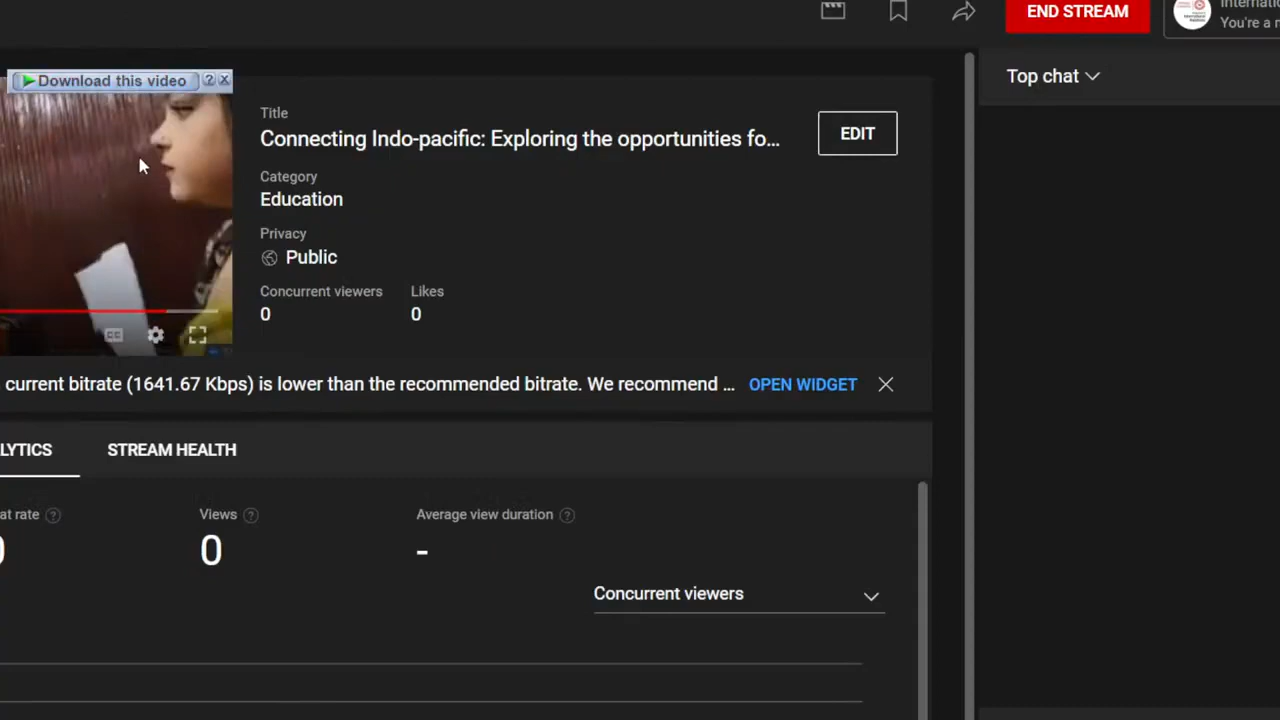 END STREAM
You're a
Download this video ? x
Top chat
Title
Connecting Indo-pacific: Exploring the opportunities fo...
EDIT
Category
Education
Privacy
Public
Concurrent viewers Likes
0 0
current bitrate (1641.67 Kbps) is lower than the recommended bitrate. We recommend ... OPEN WIDGET
LYTICS STREAM HEALTH
at rate ? Views ? Average view duration ?
0 -
Concurrent viewers
CC